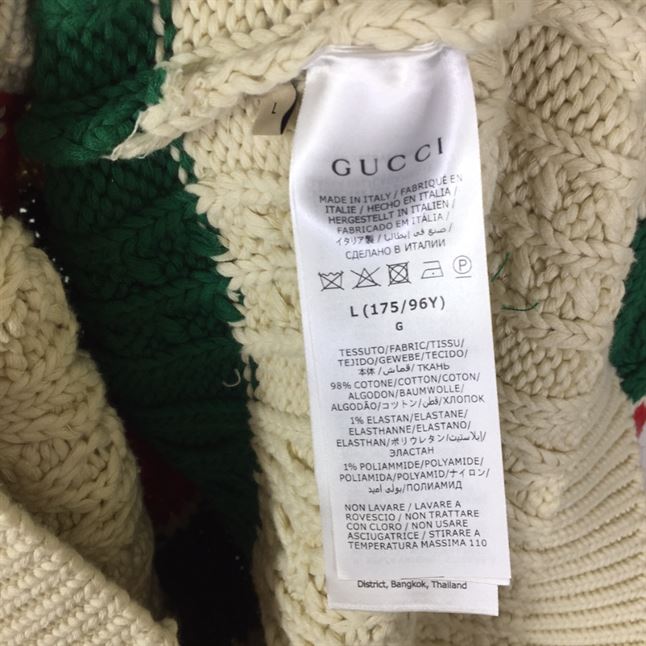 L
GUCCI
MADE IN ITALY / FABRIQUÉ EN
ITALIE / HECHO EN ITALIA /
HERGESTELLT IN ITALIEN /
FABRICADO EM ITÁLIA /
イタリア製 / صنع في إيطاليا /
СДЕЛАНО В ИТАЛИИ
P
L (175/96Y)
G
TESSUTO/FABRIC/TISSU/
TEJIDO/GEWEBE/TECIDO/
本体/قماش/ ТКАНЬ
98% COTONE/COTTON/COTON/
ALGODON/BAUMWOLLE/
ALGODÃO/コットン/قطن/ХЛОПОК
1% ELASTAN/ELASTANE/
ELASTHANNE/ELASTANO/
ELASTHAN/ポリウレタン/إيلاستين/
ЭЛАСТАН
1% POLIAMMIDE/POLYAMIDE/
POLIAMIDA/POLYAMID/ナイロン/
بولي أميد/ПОЛИАМИД
NON LAVARE / LAVARE A
ROVESCIO / NON TRATTARE
CON CLORO / NON USARE
ASCIUGATRICE / STIRARE A
TEMPERATURA MASSIMA 110
District, Bangkok, Thailand